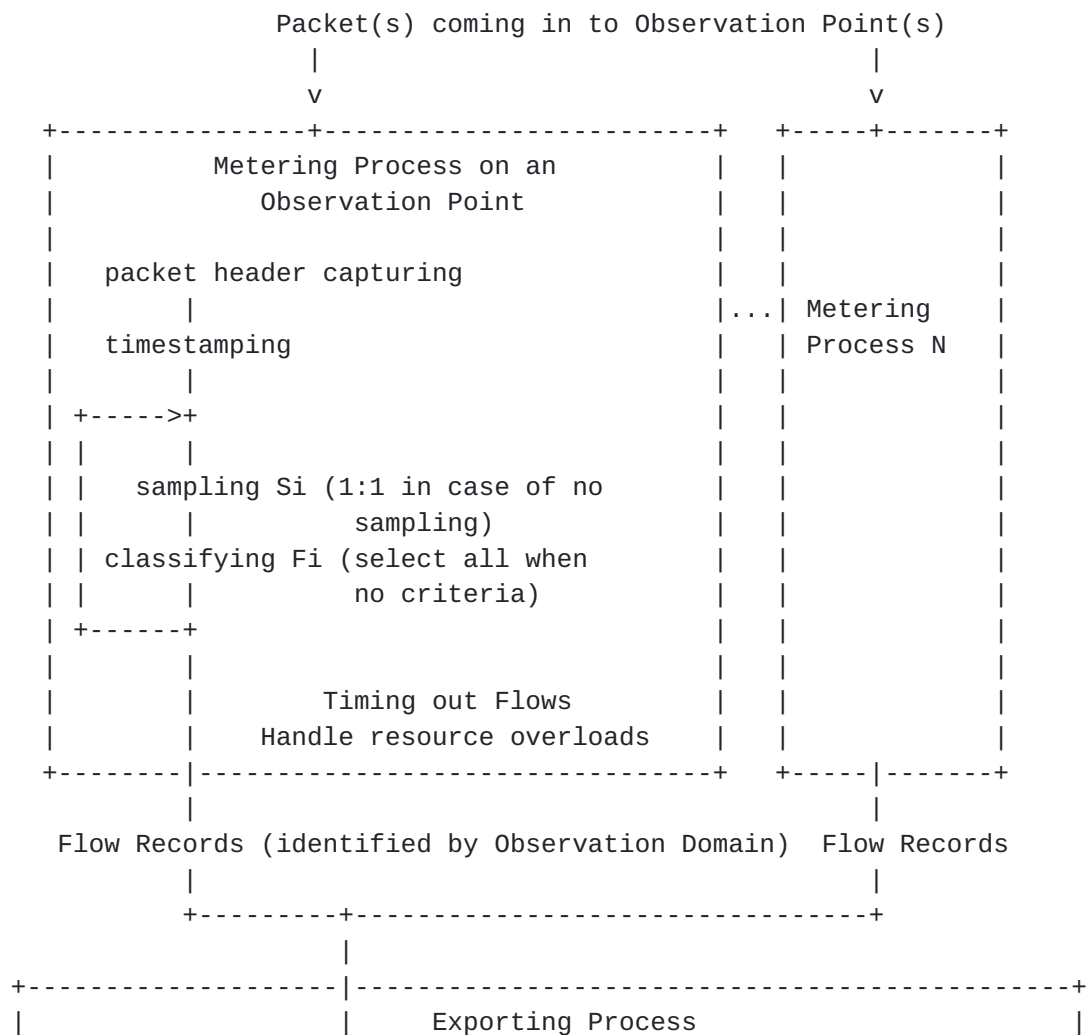 Packet(s) coming in to Observation Point(s)
Metering Process on an
Observation Point
packet header capturing
... Metering
timestamping Process N
sampling Si (1:1 in case of no
sampling)
classifying Fi (select all when
no criteria)
Timing out Flows
Handle resource overloads
Flow Records (identified by Observation Domain) Flow Records
Exporting Process